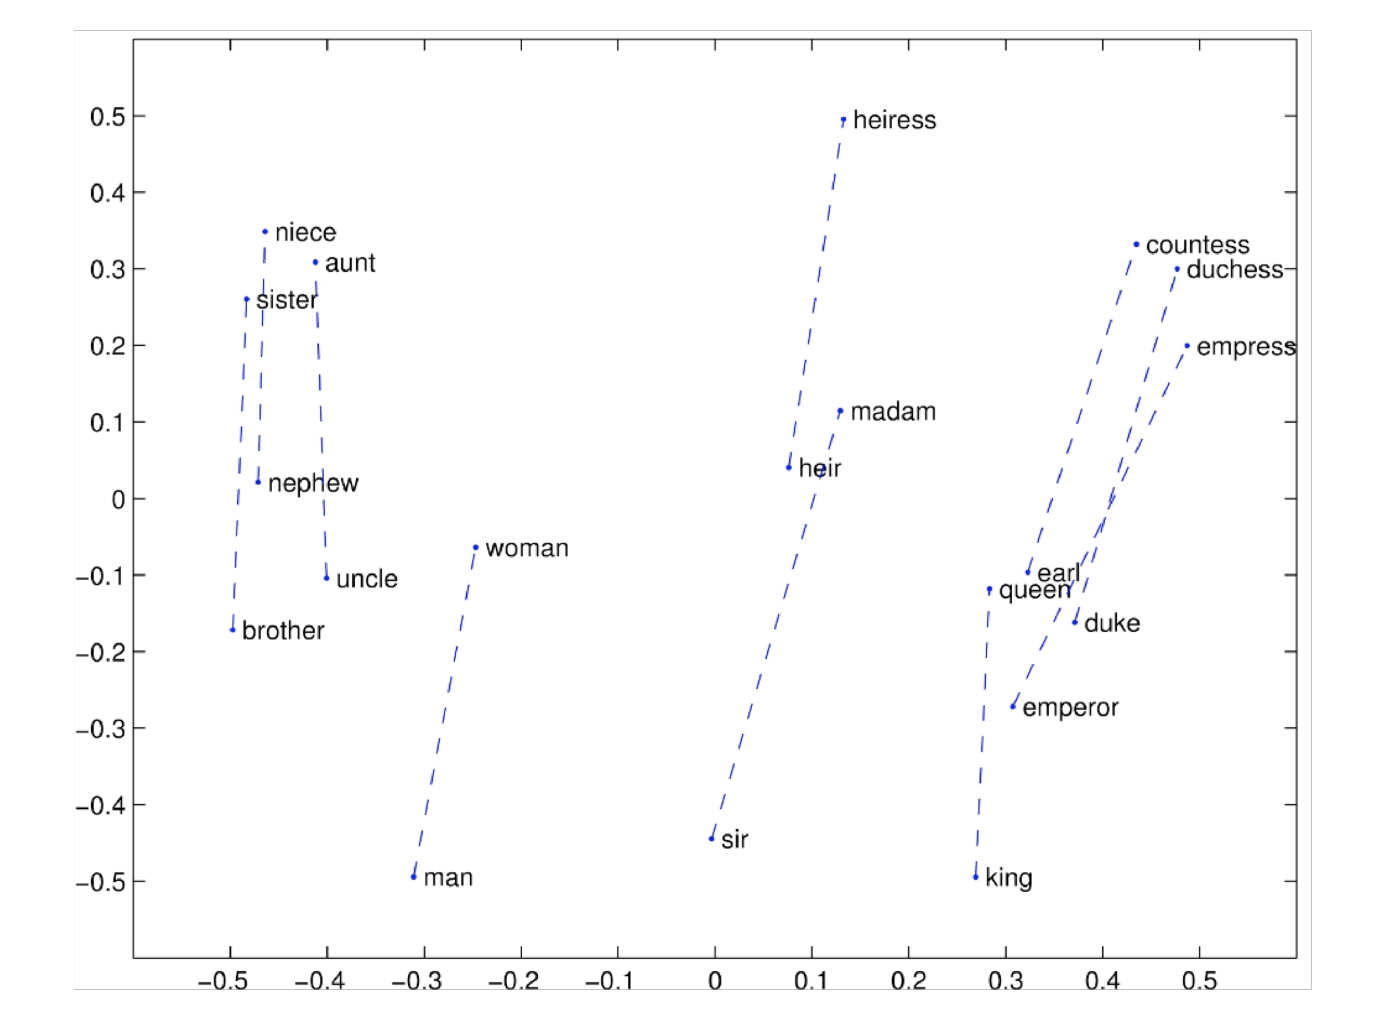 0.5
heiress
0.4
niece
aunt
countess
0.3
duchess
sister
0.2
empress
0.1
madam
heir
nephew
0
woman
earl
−0.1
uncle
queen
duke
brother
−0.2
emperor
−0.3
−0.4
sir
man
king
−0.5
−0.5 −0.4 −0.3 −0.2 −0.1 0 0.1 0.2 0.3 0.4 0.5